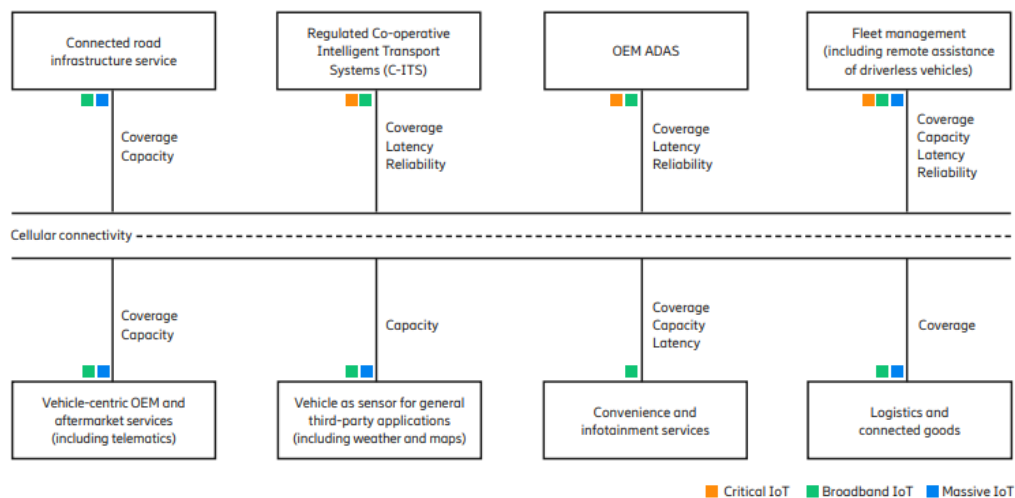 Connected road
infrastructure service
Regulated Co-operative
Intelligent Transport
Systems (C-ITS)
OEM ADAS
Fleet management
(including remote assistance
of driverless vehicles)
Coverage
Capacity
Coverage
Latency
Reliability
Coverage
Latency
Reliability
Coverage
Capacity
Latency
Reliability
Cellular connectivity
Coverage
Capacity
Capacity
Coverage
Capacity
Latency
Coverage
Vehicle-centric OEM and
aftermarket services
(including telematics)
Vehicle as sensor for general
third-party applications
(including weather and maps)
Convenience and
infotainment services
Logistics and
connected goods
Critical IoT
Broadband IoT
Massive IoT